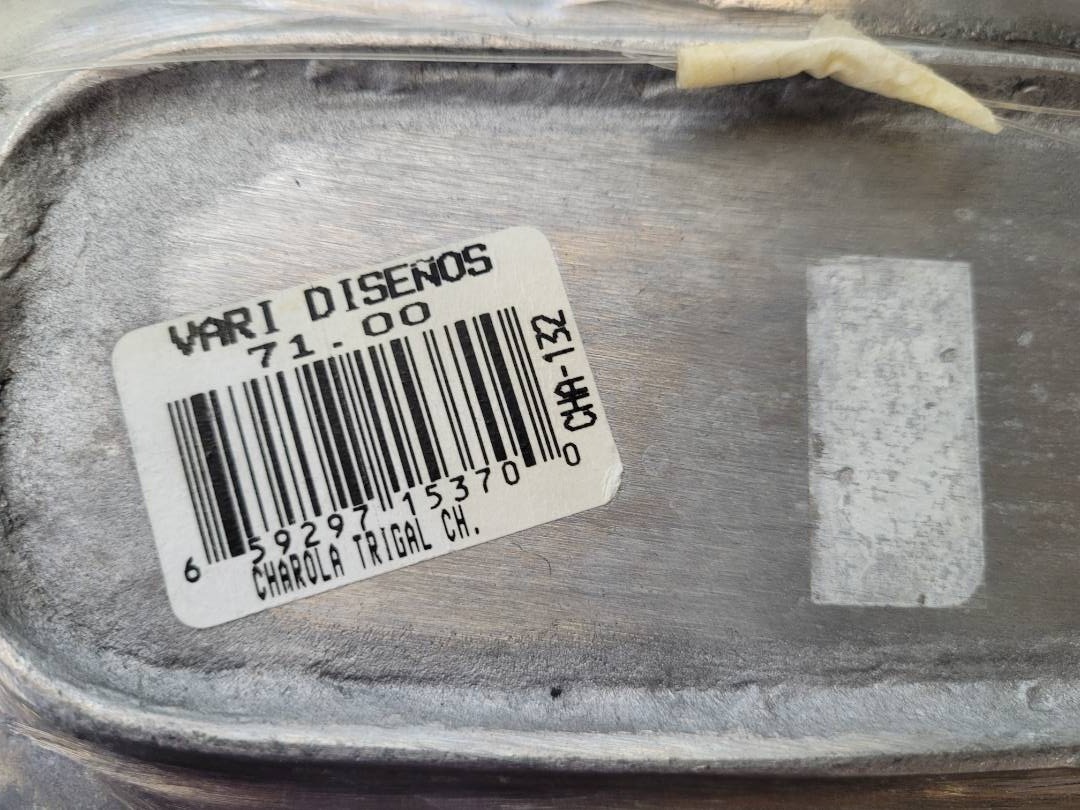 VARI DISEÑOS
71.00
CHA-132
6 59297 15370 0
CHAROLA TRIGAL CH.